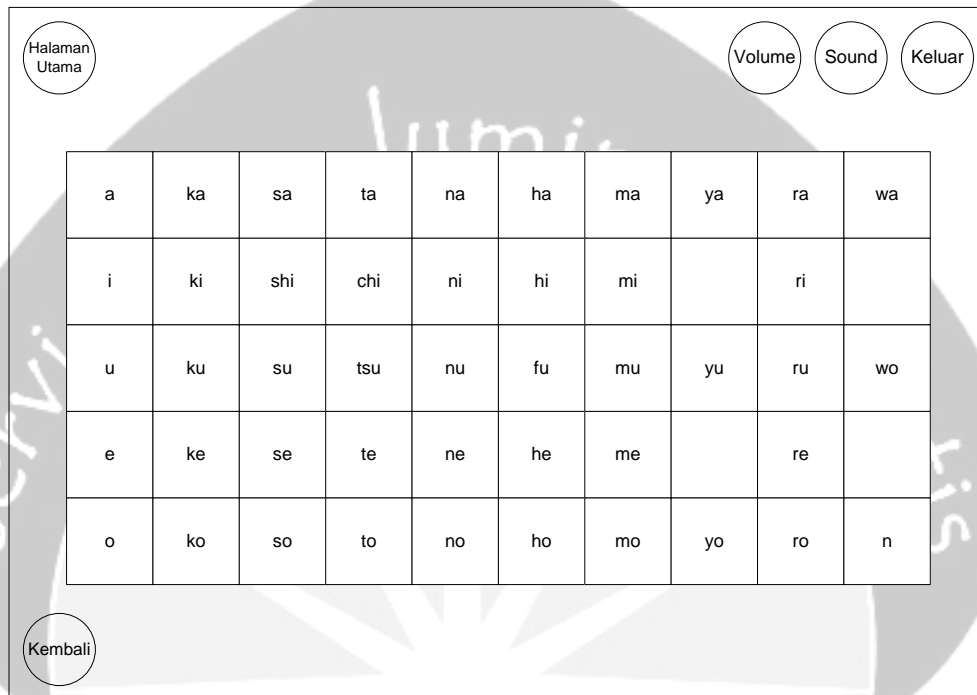 Halaman
Utama
Volume Sound Keluar
a ka sa ta na ha ma ya ra wa
i ki shi chi ni hi mi ri
u ku su tsu nu fu mu yu ru wo
e ke se te ne he me re
o ko so to no ho mo yo ro n
Kembali